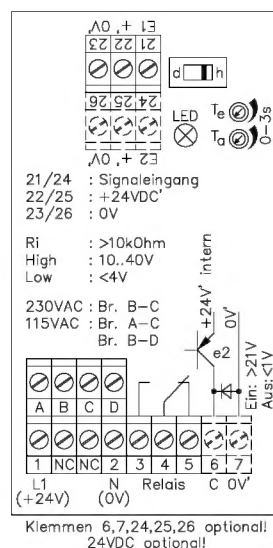 0V' + E1
23 22 21
d h
26 25 24
0V' + E2
LED
Te
Ta
0-3s
21/24 : Signaleingang
22/25 : +24VDC'
23/26 : 0V
Ri : >10kOhm
High : 10..40V
Low : <4V
230VAC : Br. B-C
115VAC : Br. A-C
Br. B-D
+24V' intern
0V'
e2
Ein: >21V
Aus: <1V
A B C D
1 NC NC 2 3 4 5 6 7
L1 N Relais C 0V'
(+24V) (0V)
Klemmen 6,7,24,25,26 optional!
24VDC optional!